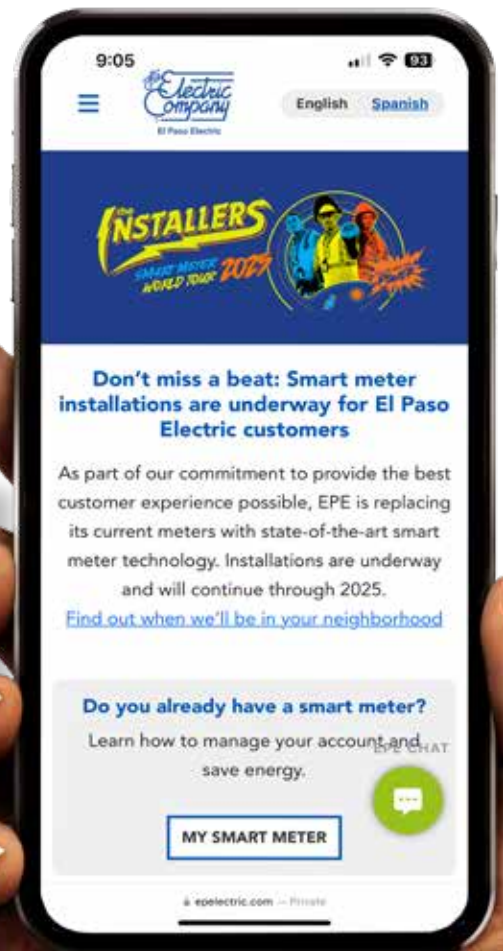 9:05
93
The Electric
Company
El Paso Electric
English Spanish
the
INSTALLERS
SMART METER
WORLD TOUR 2025
Don't miss a beat: Smart meter
installations are underway for El Paso
Electric customers
As part of our commitment to provide the best
customer experience possible, EPE is replacing
its current meters with state-of-the-art smart
meter technology. Installations are underway
and will continue through 2025.
Find out when we'll be in your neighborhood
Do you already have a smart meter?
Learn how to manage your account and
EPE CHAT
save energy.
MY SMART METER
epelectric.com — Private